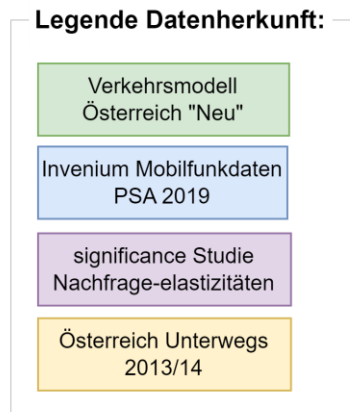 Legende Datenherkunft:
Verkehrsmodell
Österreich "Neu"
Invenium Mobilfunkdaten
PSA 2019
significance Studie
Nachfrage-elastizitäten
Österreich Unterwegs
2013/14